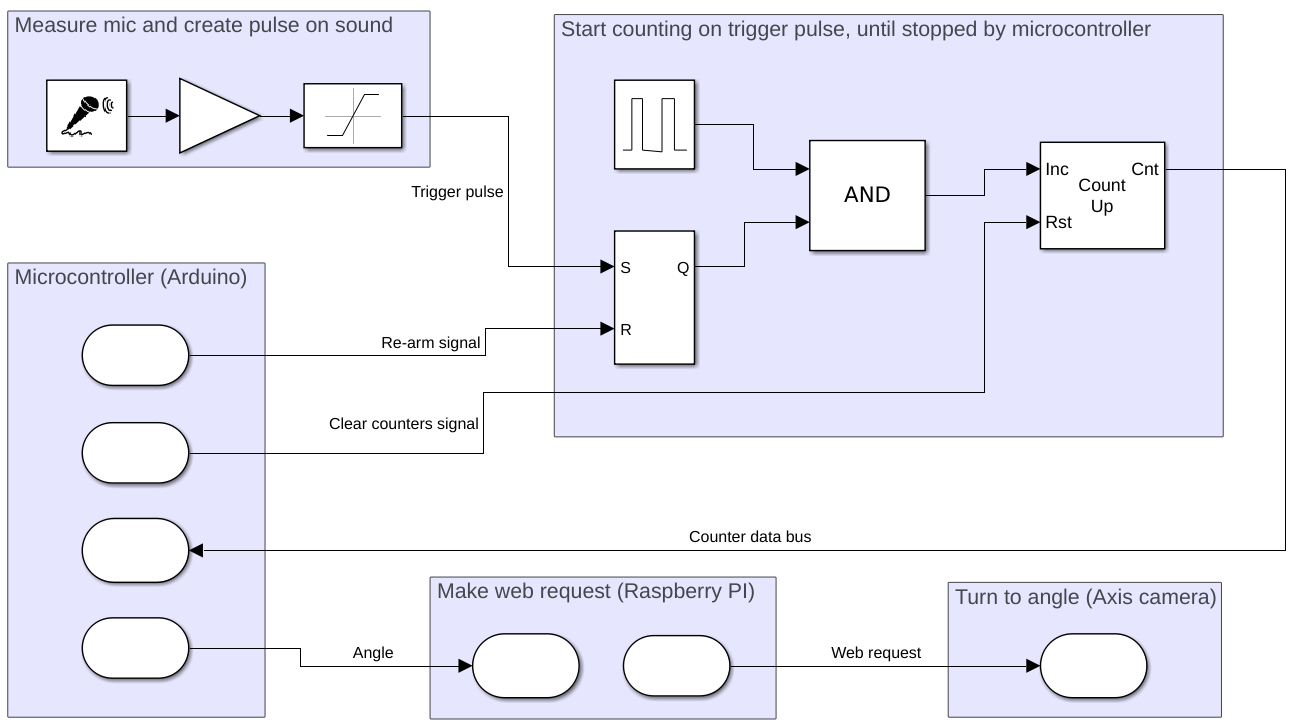 Measure mic and create pulse on sound
Start counting on trigger pulse, until stopped by microcontroller
Inc
Cnt
Count
Up
Rst
AND
Trigger pulse
S
Q
R
Microcontroller (Arduino)
Re-arm signal
Clear counters signal
Counter data bus
Make web request (Raspberry PI)
Turn to angle (Axis camera)
Angle
Web request